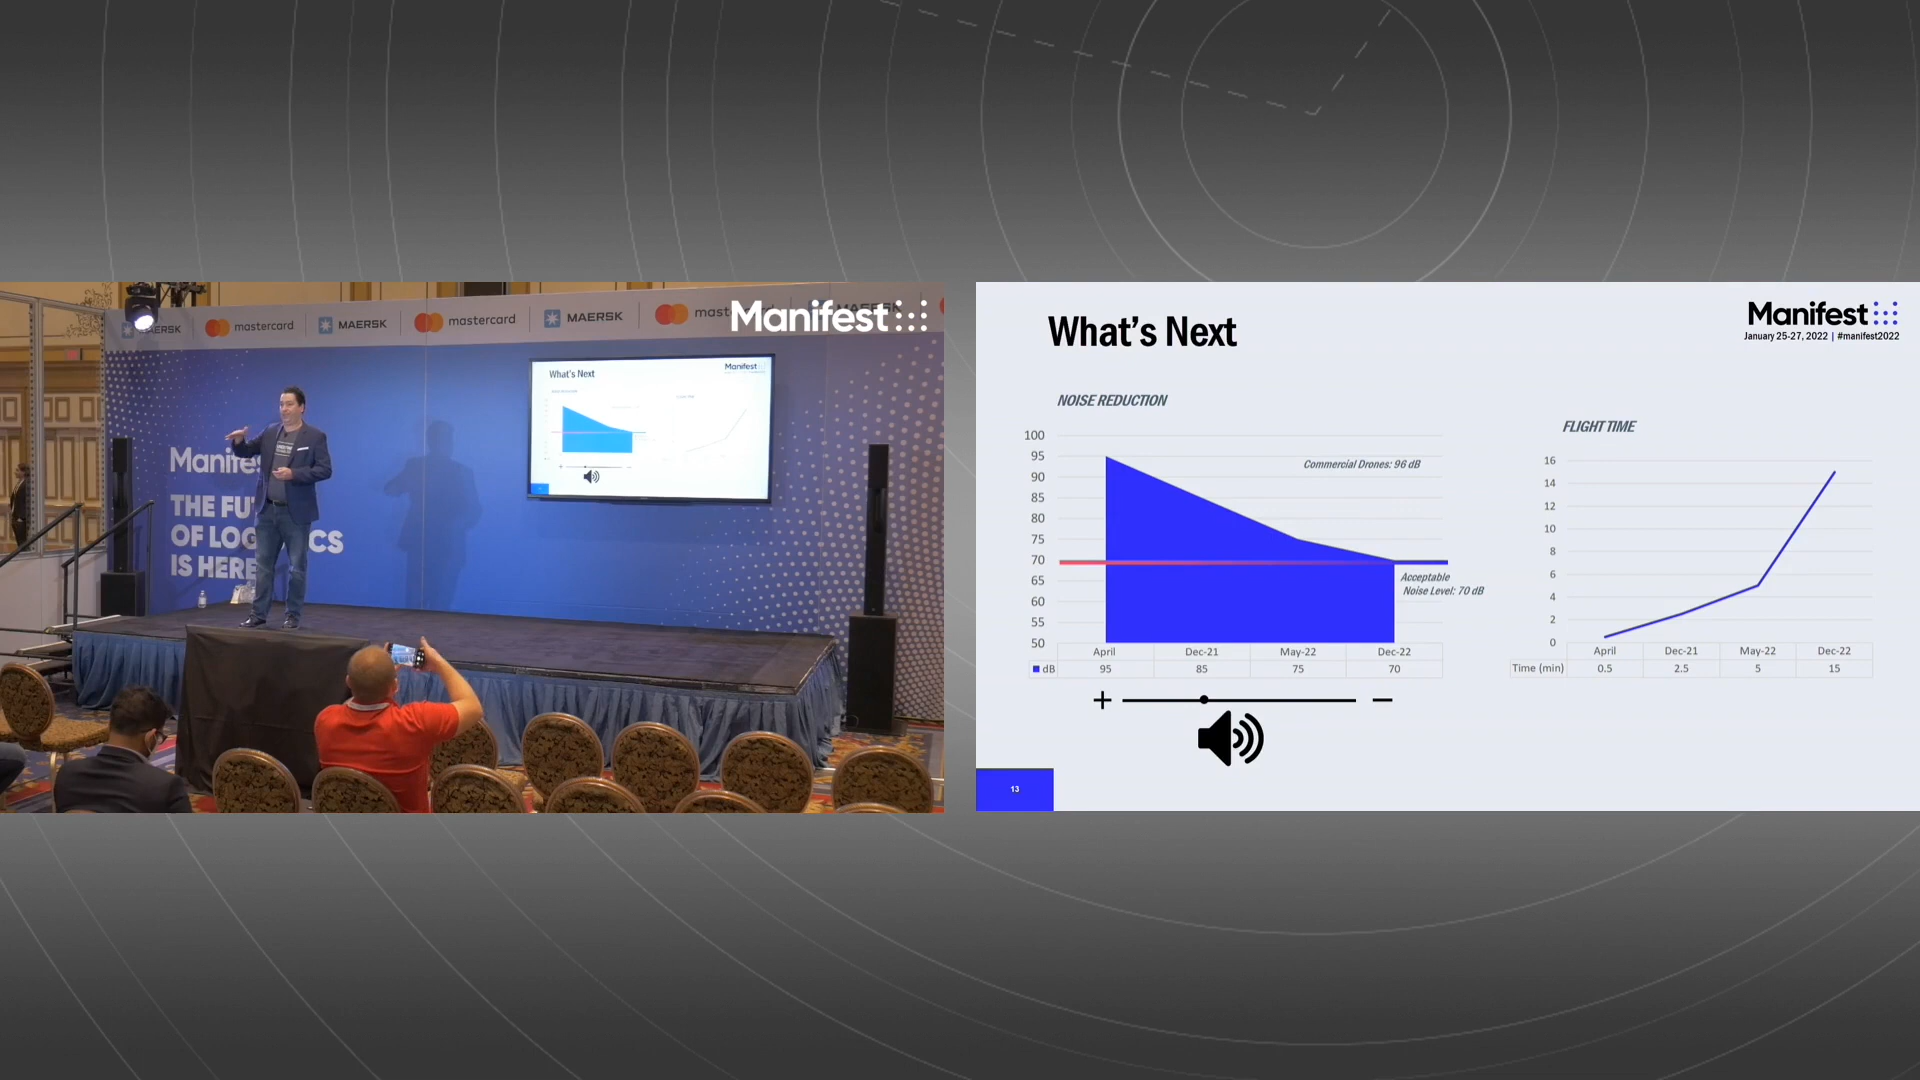 ERSK
mastercard
MAERSK
mastercard
MAERSK
mast
Manifest
MAERSK
What's Next
Manifest
Manife
THE FU
OF LOG CS
IS HERE
What's Next
Manifest
January 25-27, 2022 | #manifest2022
NOISE REDUCTION
100
95
90
85
80
75
70
65
60
55
50
Commercial Drones: 96 dB
Acceptable
Noise Level: 70 dB
April Dec-21 May-22 Dec-22
dB 95 85 75 70
+ −
FLIGHT TIME
16
14
12
10
8
6
4
2
0
April Dec-21 May-22 Dec-22
Time (min) 0.5 2.5 5 15
13